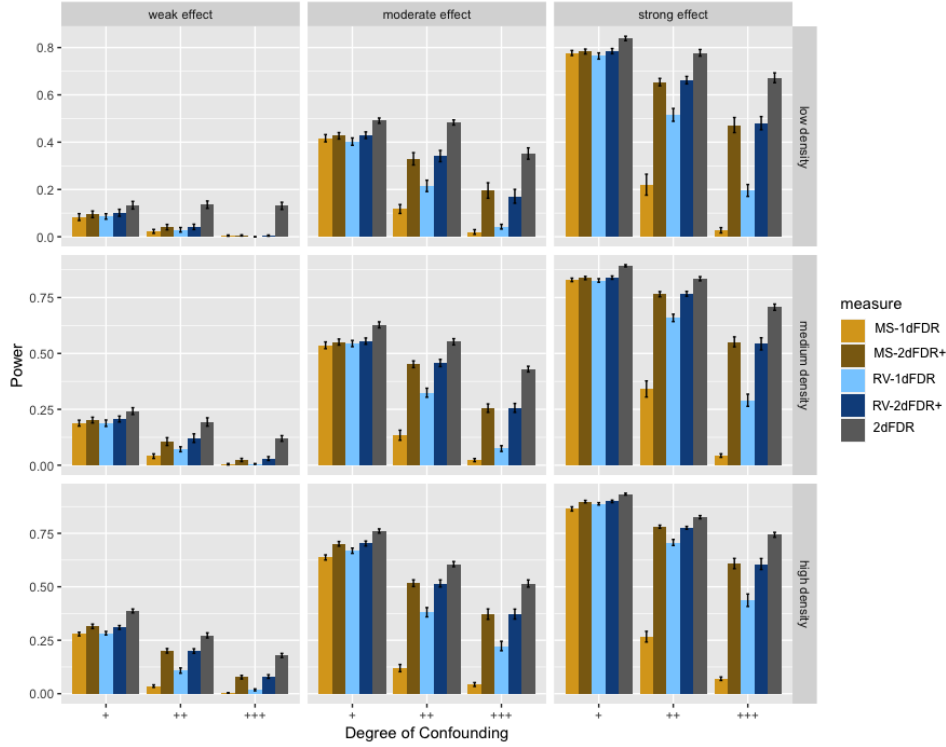 weak effect
moderate effect
strong effect
0.8
0.6
0.4
0.2
0.0
low density
0.75
0.50
0.25
0.00
medium density
0.75
0.50
0.25
0.00
high density
Power
+
++
+++
+
++
+++
+
++
+++
Degree of Confounding
measure
MS-1dFDR
MS-2dFDR+
RV-1dFDR
RV-2dFDR+
2dFDR